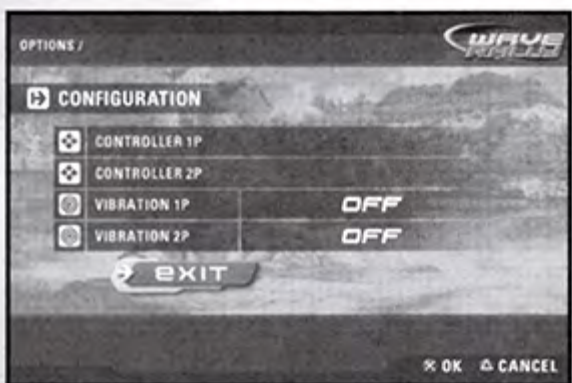 OPTIONS /
WAVE
RALLY
CONFIGURATION
CONTROLLER 1P
CONTROLLER 2P
VIBRATION 1P OFF
VIBRATION 2P OFF
EXIT
OK CANCEL